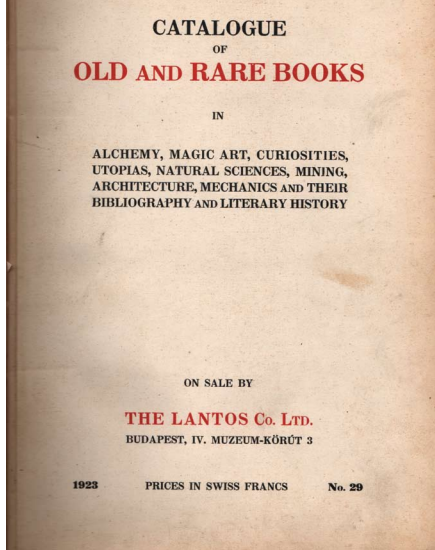 CATALOGUE
OF
OLD AND RARE BOOKS
IN
ALCHEMY, MAGIC ART, CURIOSITIES,
UTOPIAS, NATURAL SCIENCES, MINING,
ARCHITECTURE, MECHANICS AND THEIR
BIBLIOGRAPHY AND LITERARY HISTORY
ON SALE BY
THE LANTOS Co. LTD.
BUDAPEST, IV. MUZEUM-KÖRÚT 3
1923 PRICES IN SWISS FRANCS No. 29